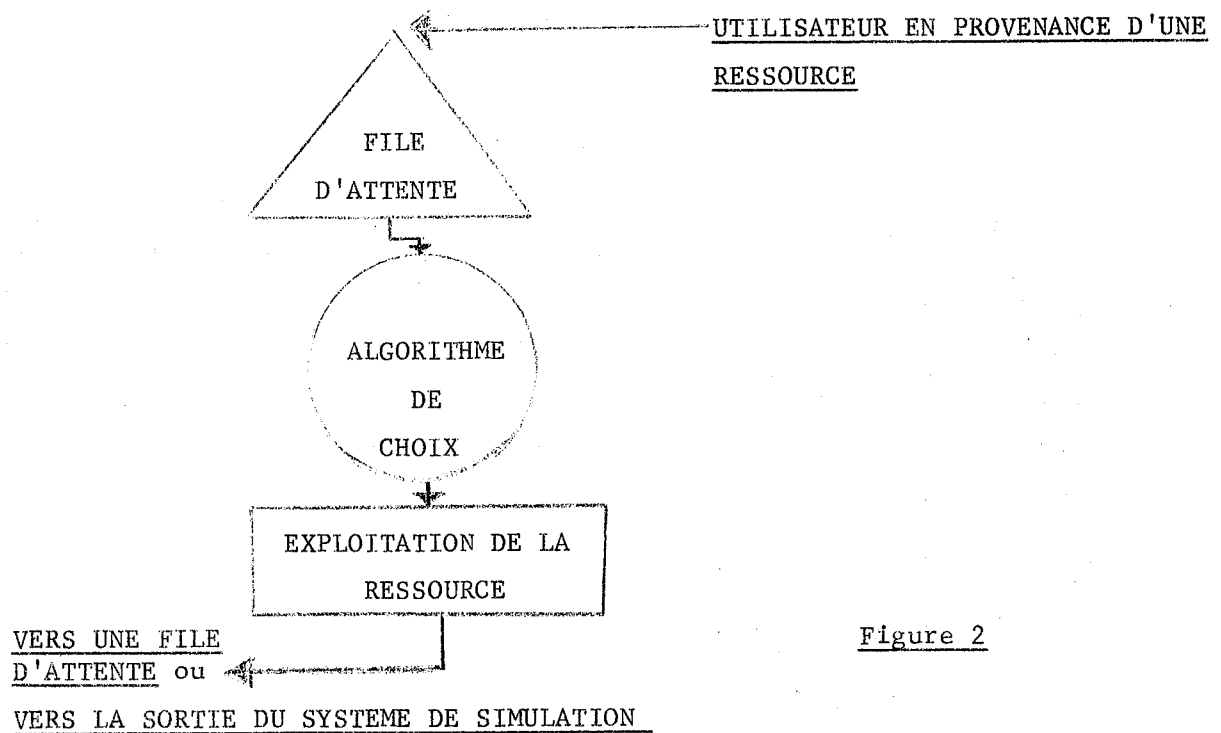 UTILISATEUR EN PROVENANCE D'UNE
RESSOURCE
FILE
D'ATTENTE
ALGORITHME
DE
CHOIX
EXPLOITATION DE LA
RESSOURCE
VERS UNE FILE
D'ATTENTE ou
VERS LA SORTIE DU SYSTEME DE SIMULATION
Figure 2